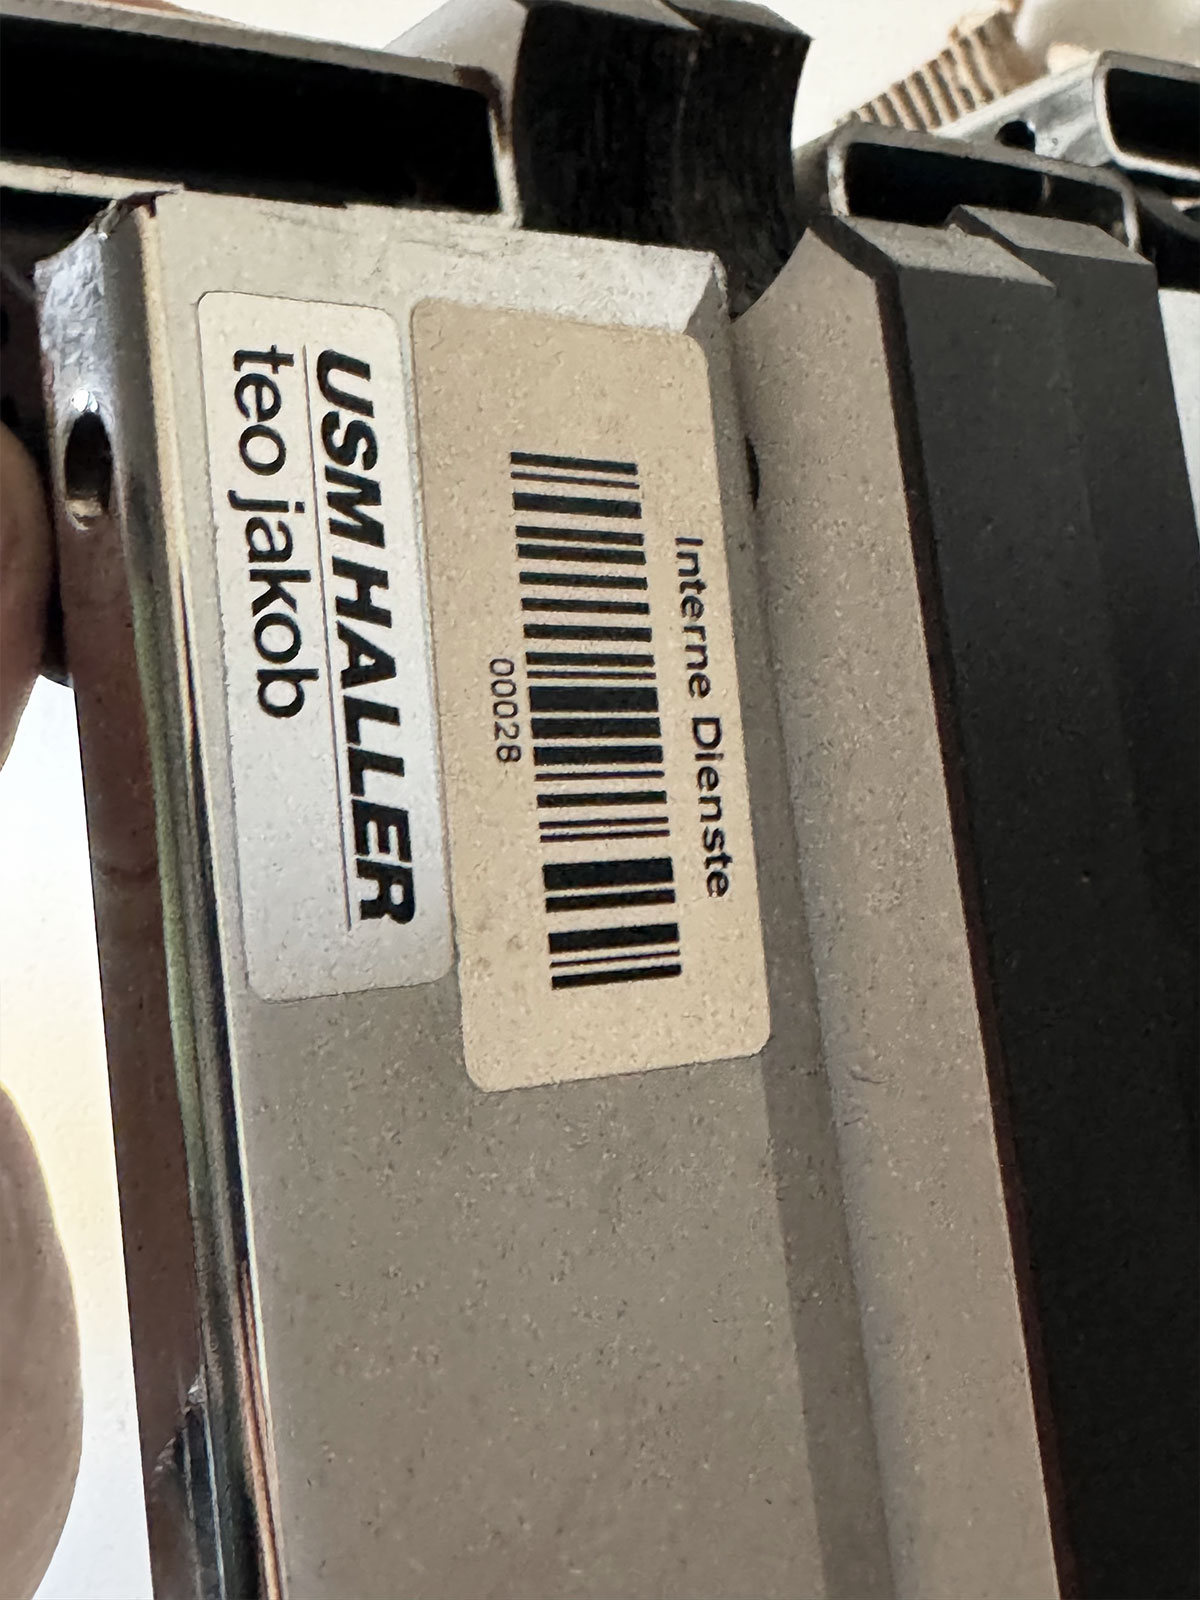 USM HALLER
teo jakob
Interne Dienste
00028